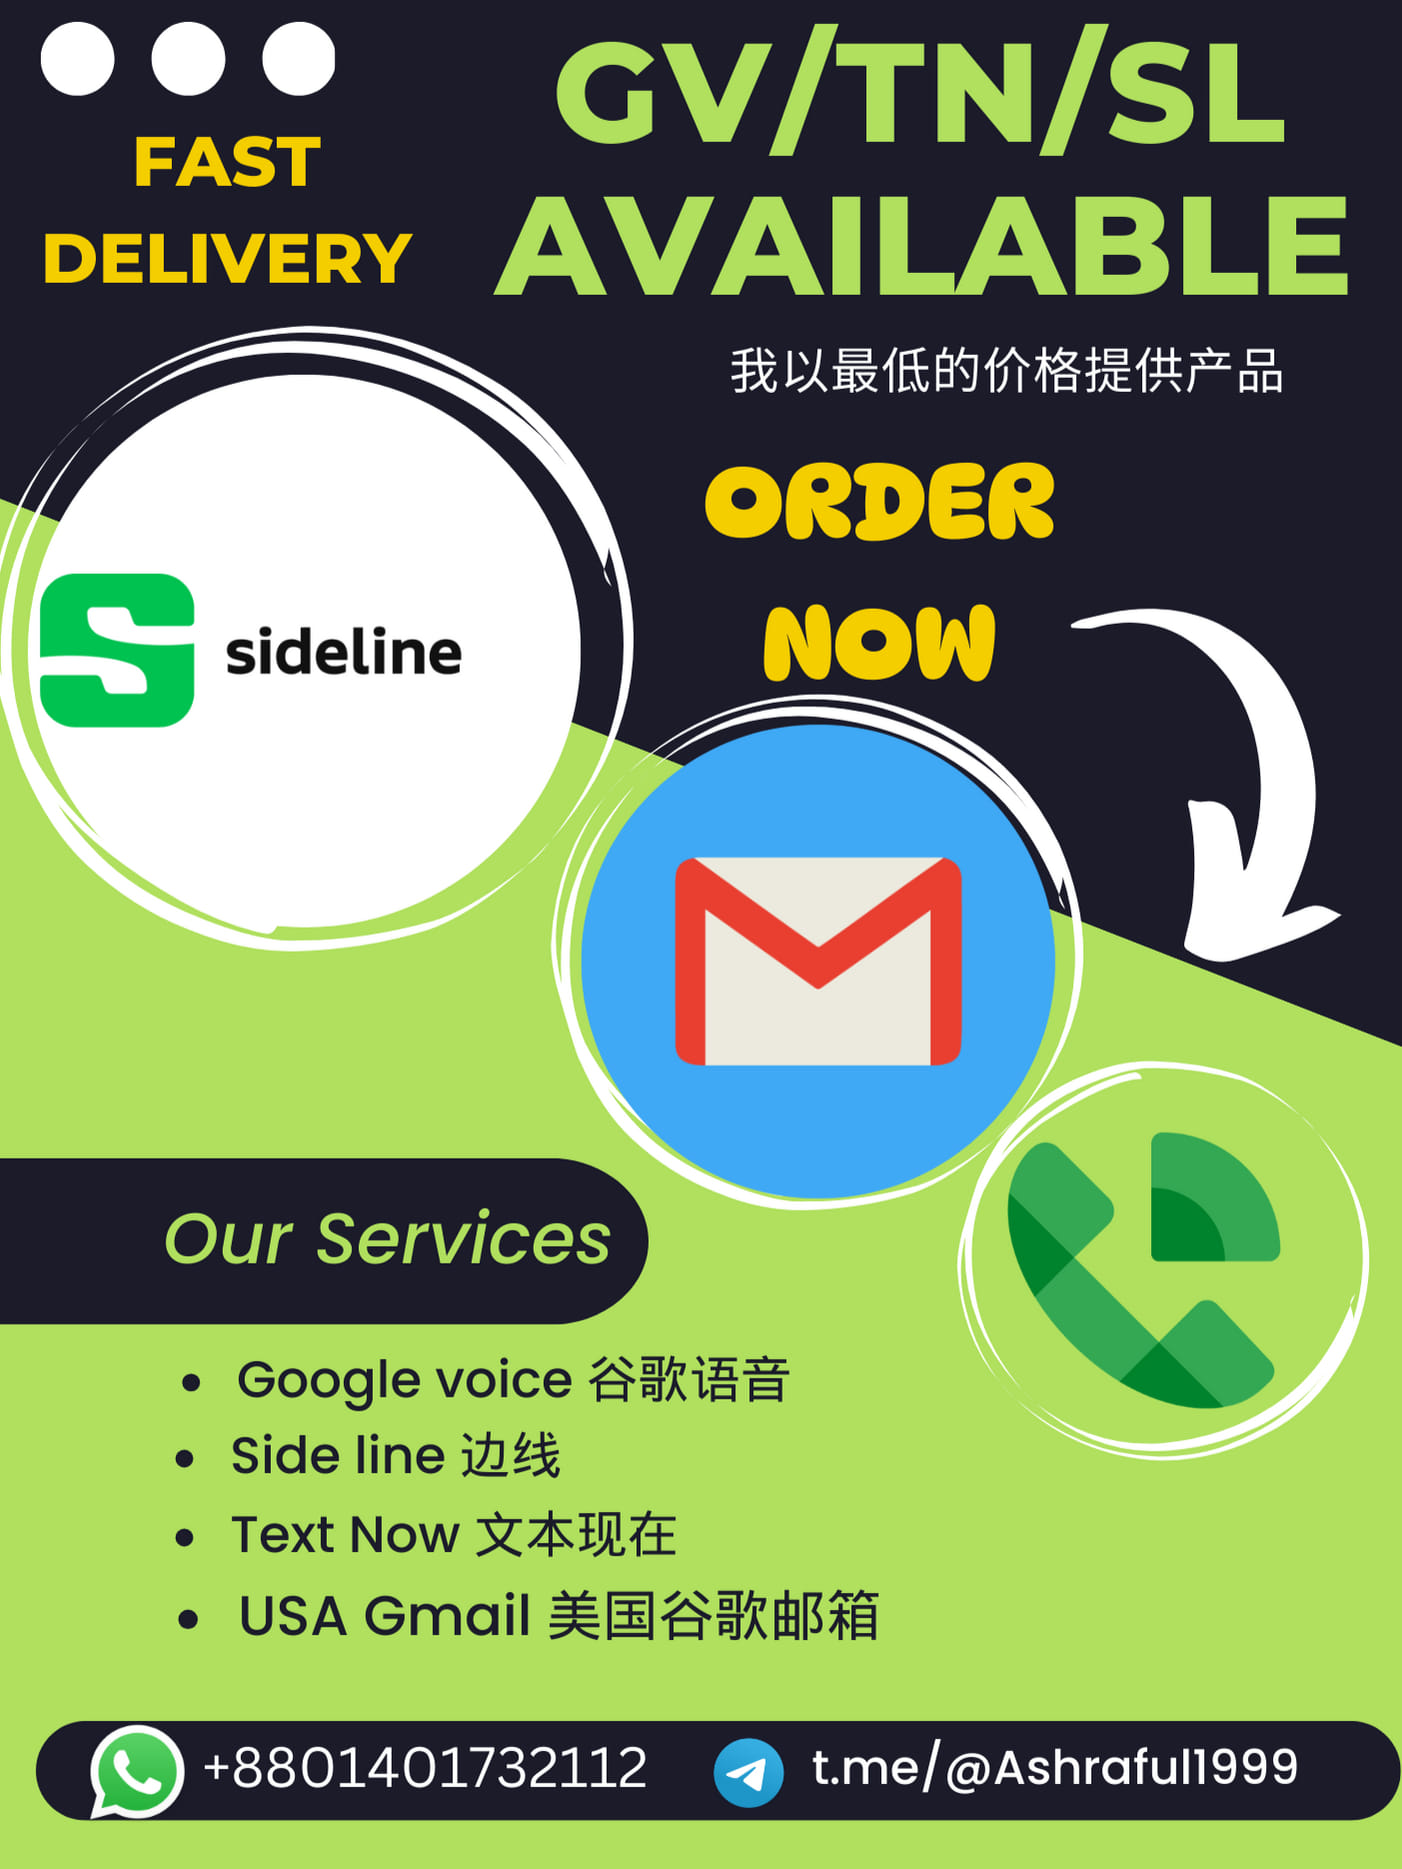 FAST
DELIVERY
GV/TN/SL
AVAILABLE
我以最低的价格提供产品
ORDER
NOW
sideline
Our Services
• Google voice 谷歌语音
• Side line 边线
• Text Now 文本现在
• USA Gmail 美国谷歌邮箱
+8801401732112
t.me/@Ashraful1999